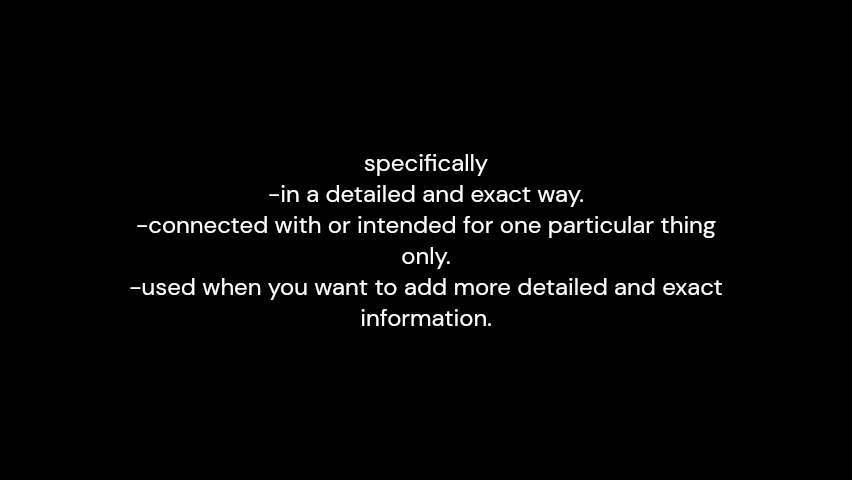 specifically
-in a detailed and exact way.
-connected with or intended for one particular thing
only.
-used when you want to add more detailed and exact
information.